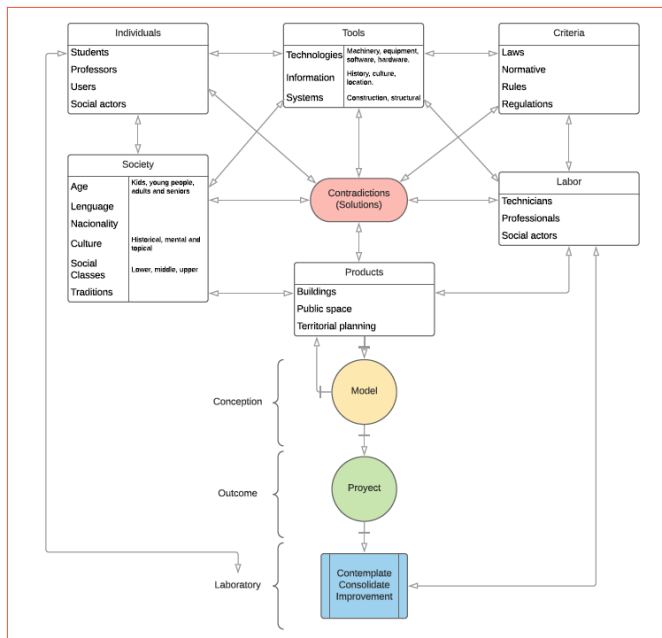 Individuals
Students
Professors
Users
Social actors
Tools
Technologies
Machinery, equipment,
software, hardware.
Information
History, culture,
location.
Systems
Construction, structural
Criteria
Laws
Normative
Rules
Regulations
Society
Age
Kids, young people,
adults and seniors
Lenguage
Nacionality
Culture
Historical, mental and
topical
Social
Classes
Lower, middle, upper
Traditions
Contradictions
(Solutions)
Labor
Technicians
Professionals
Social actors
Products
Buildings
Public space
Territorial planning
Conception
Model
Outcome
Proyect
Laboratory
Contemplate
Consolidate
Improvement